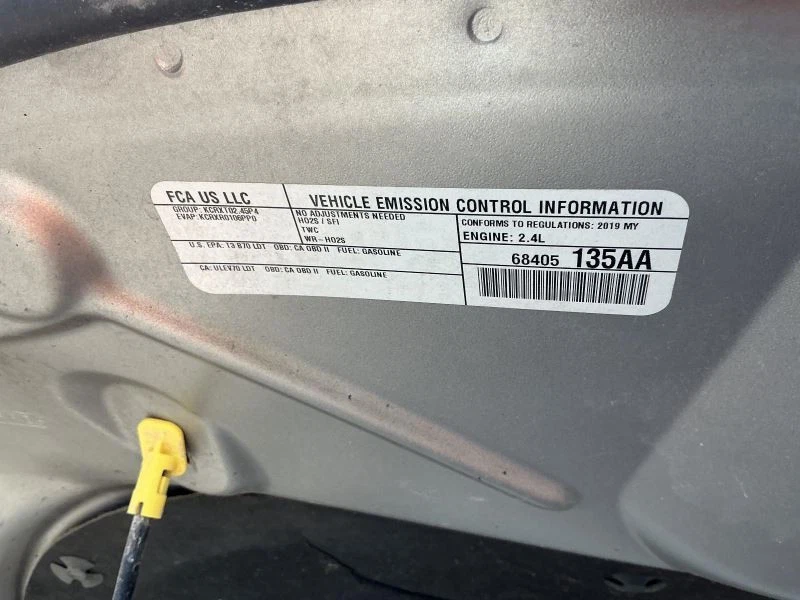 FCA US LLC
GROUP: KCRXT02.45P4
EVAP: KCRXR0106PP0
VEHICLE EMISSION CONTROL INFORMATION
NO ADJUSTMENTS NEEDED
HO2S / SFI
TWC
WR-HO2S
CONFORMS TO REGULATIONS: 2019 MY
ENGINE: 2.4L
U.S. EPA: T3 B70 LDT OBD: CA OBD II FUEL: GASOLINE
CA: ULEV70 LDT OBD: CA OBD II FUEL: GASOLINE
68405 135AA